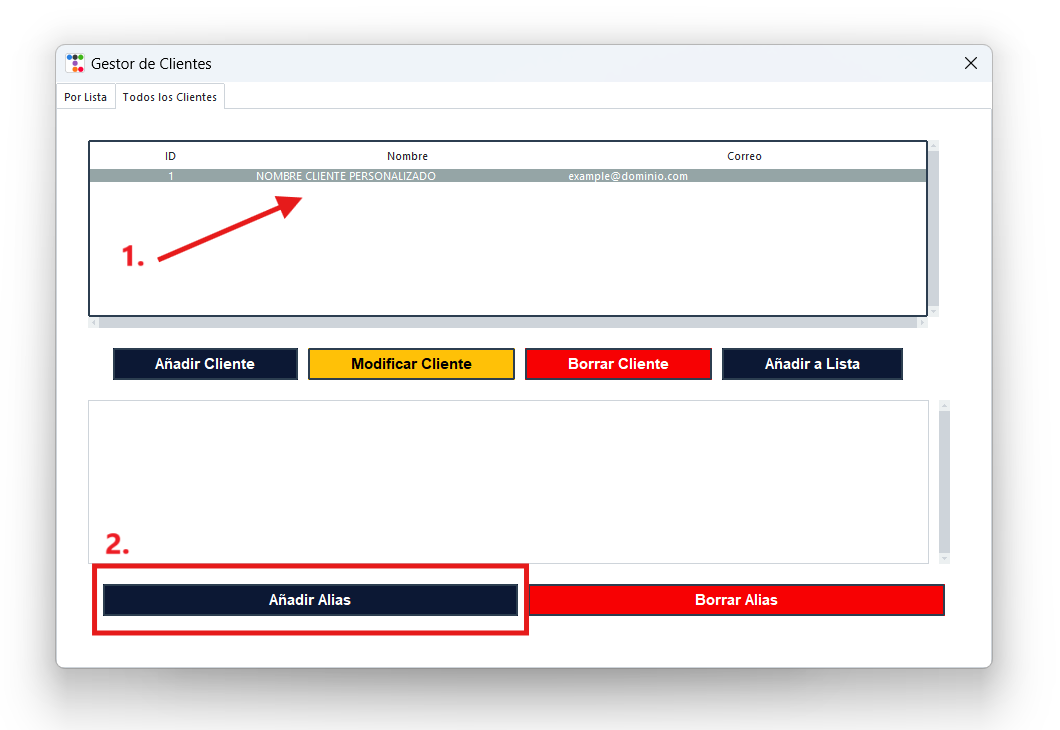 Gestor de Clientes
Por Lista Todos los Clientes
ID Nombre Correo
1 NOMBRE CLIENTE PERSONALIZADO example@dominio.com
1.
Añadir Cliente Modificar Cliente Borrar Cliente Añadir a Lista
2.
Añadir Alias Borrar Alias